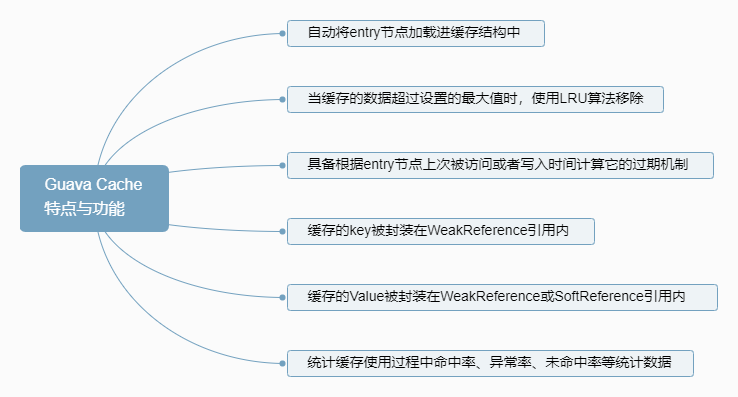 Guava Cache
特点与功能
自动将entry节点加载进缓存结构中
当缓存的数据超过设置的最大值时，使用LRU算法移除
具备根据entry节点上次被访问或者写入时间计算它的过期机制
缓存的key被封装在WeakReference引用内
缓存的Value被封装在WeakReference或SoftReference引用内
统计缓存使用过程中命中率、异常率、未命中率等统计数据